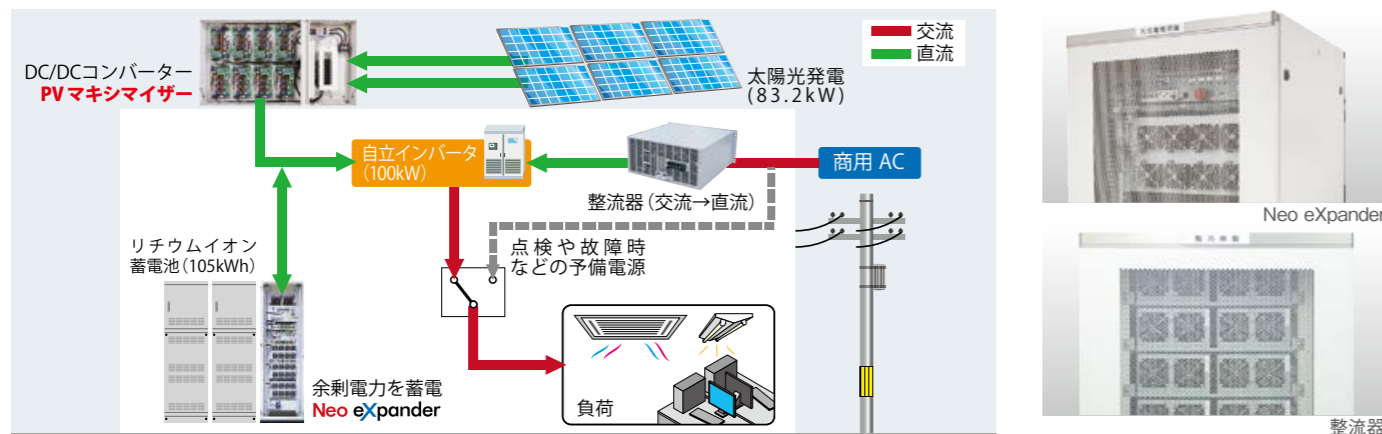 DC/DCコンバーター
PVマキシマイザー
太陽光発電
(83.2kW)
交流
直流
自立インバータ
(100kW)
整流器(交流→直流)
商用 AC
点検や故障時
などの予備電源
リチウムイオン
蓄電池(105kWh)
余剰電力を蓄電
Neo eXpander
負荷
Neo eXpander
整流器